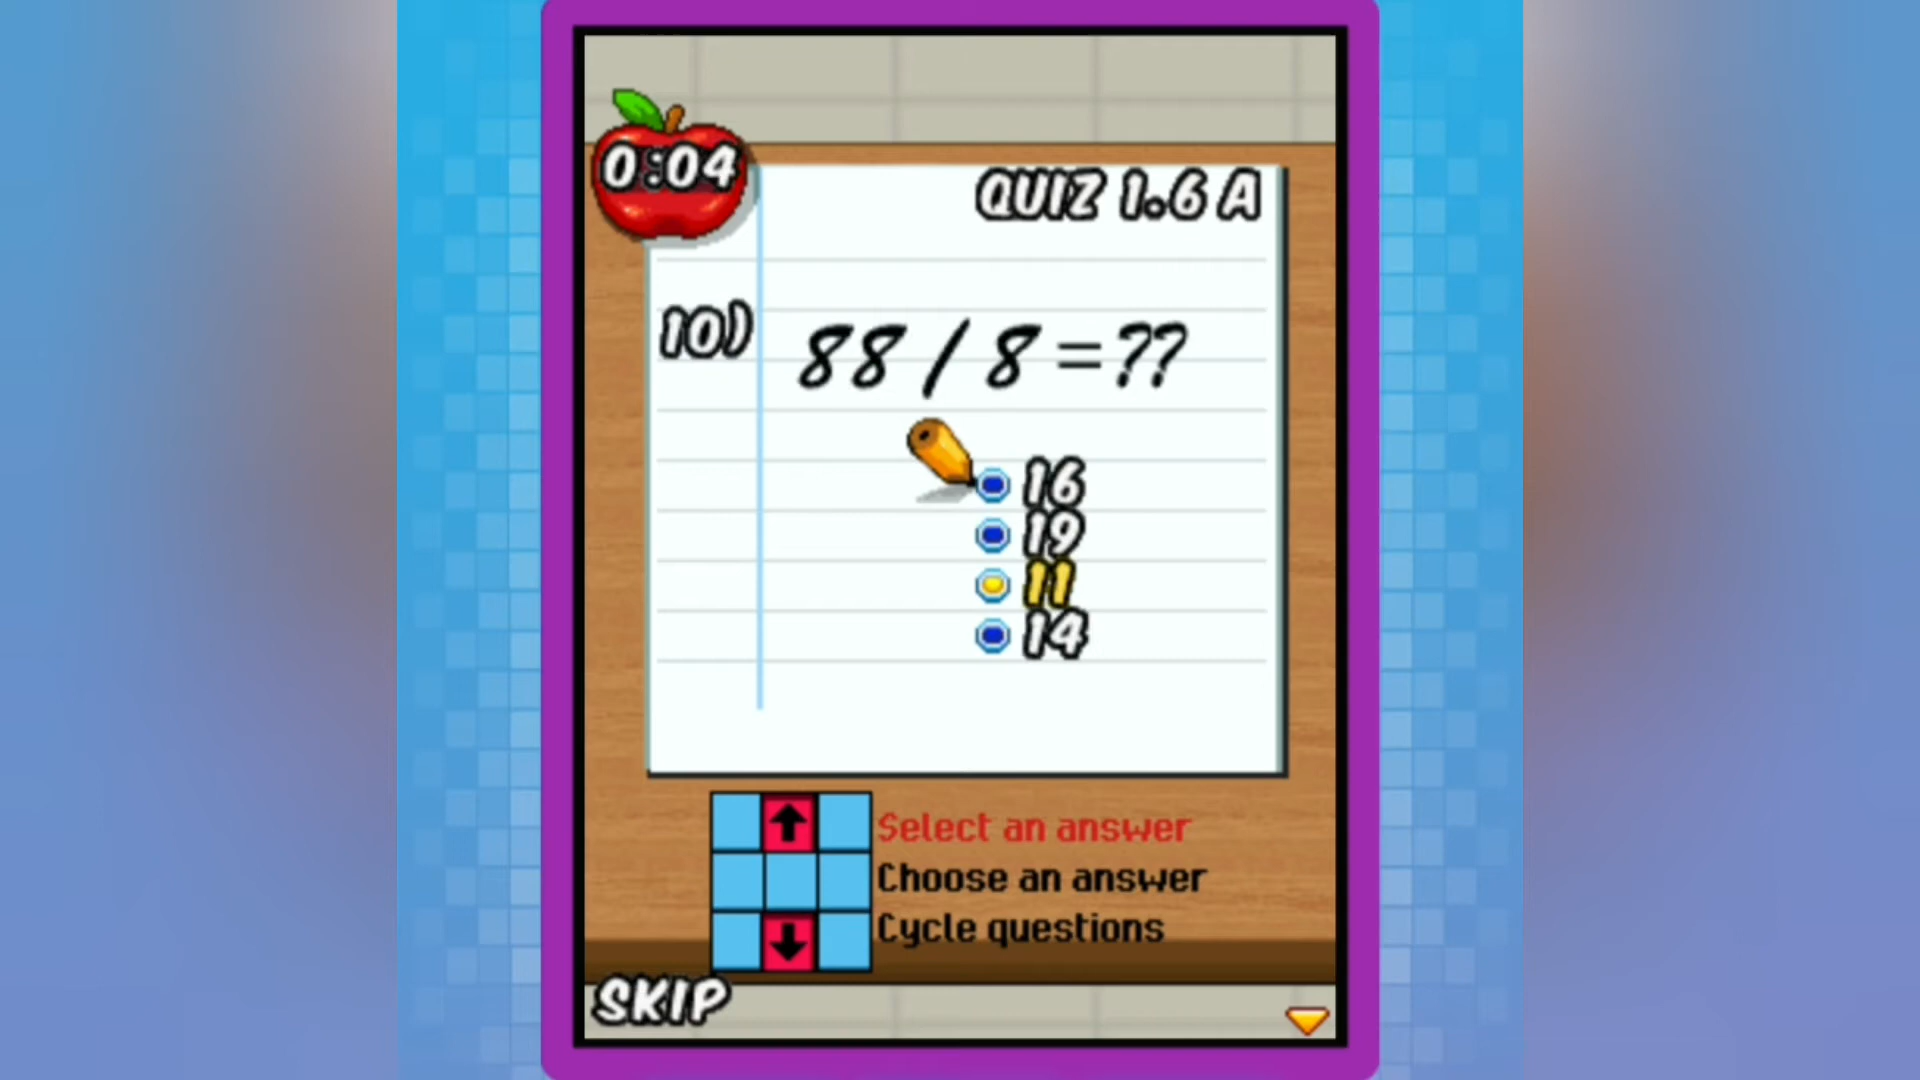 0:04
QUIZ 1.6 A
10) 88 / 8 = ??
16
19
11
14
Select an answer
Choose an answer
Cycle questions
SKIP